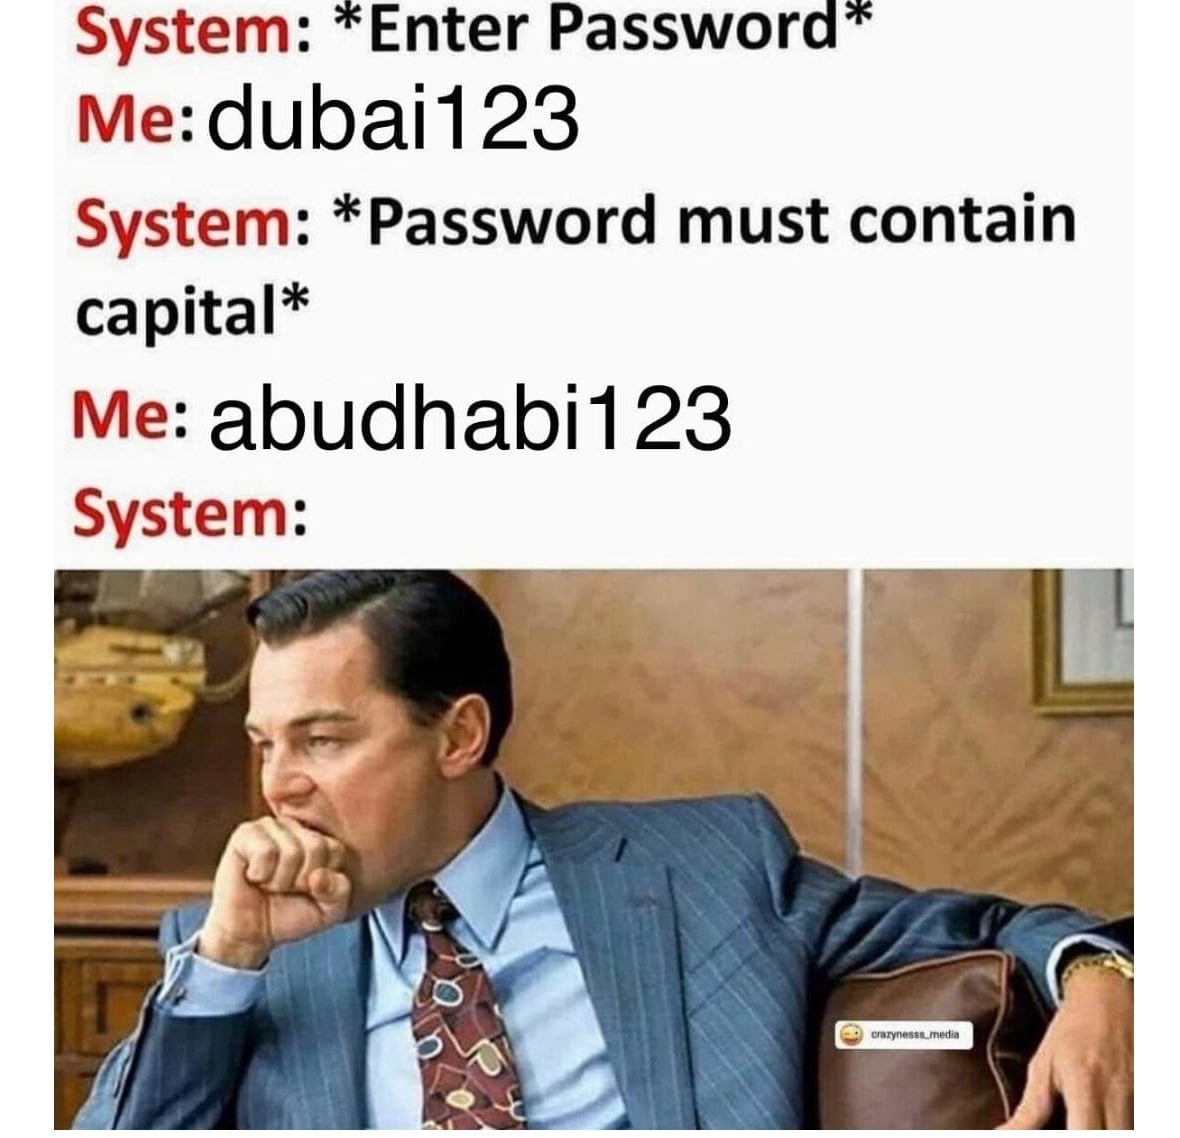 System: *Enter Password*
Me: dubai123
System: *Password must contain
capital*
Me: abudhabi123
System:
crazynesss_media